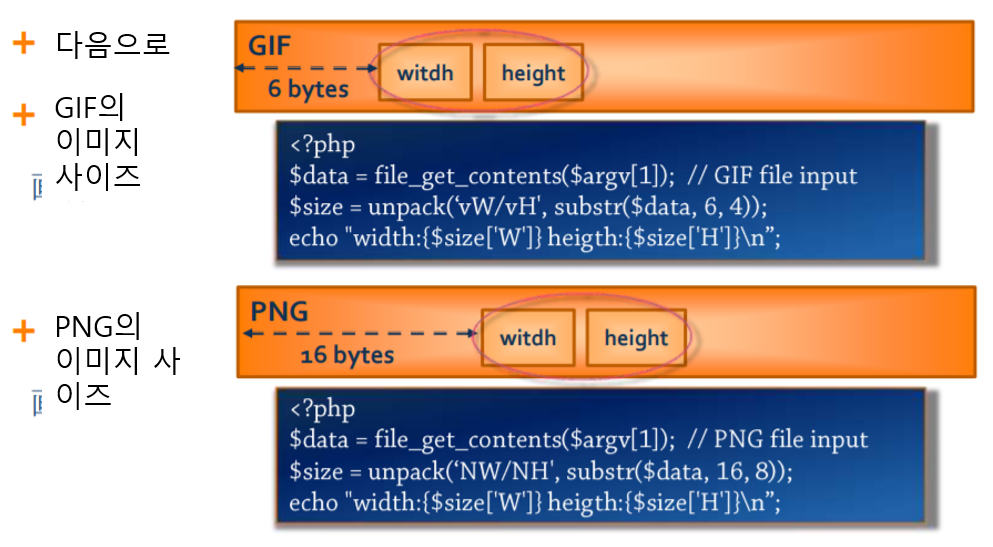 다음으로
GIF
witdh
height
6 bytes
GIF의
이미지
사이즈
<?php
$data = file_get_contents($argv[1]);  // GIF file input
$size = unpack(‘vW/vH', substr($data, 6, 4));
echo "width:{$size['W']} heigth:{$size['H']}\n”;
PNG
witdh
height
16 bytes
PNG의
이미지 사
이즈
<?php
$data = file_get_contents($argv[1]);  // PNG file input
$size = unpack(‘NW/NH', substr($data, 16, 8));
echo "width:{$size['W']} heigth:{$size['H']}\n”;